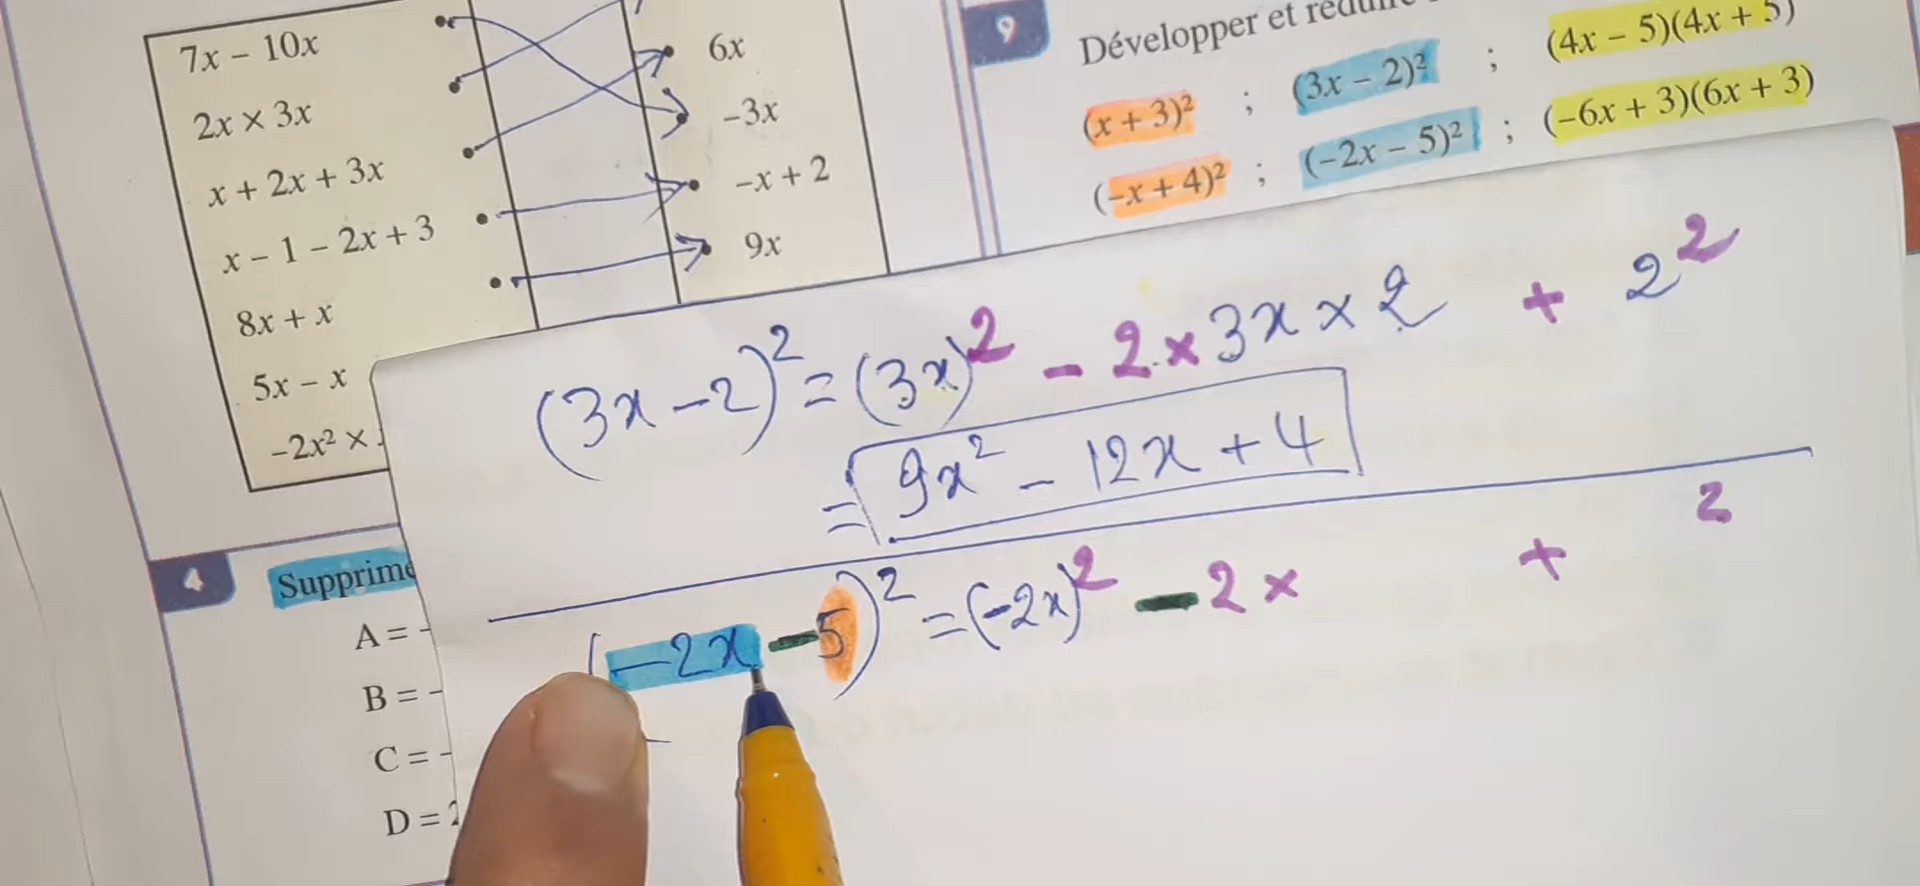 7x − 10x
2x × 3x
x + 2x + 3x
x − 1 − 2x + 3
8x + x
5x − x
−2x² ×
6x
−3x
−x + 2
9x
9 Développer et
(x + 3)² ; (3x − 2)² ; (4x − 5)(4x + 5)
(−x + 4)² ; (−2x − 5)² ; (−6x + 3)(6x + 3)
(3x − 2)² = (3x)² − 2 × 3x × 2 + 2²
= 9x² − 12x + 4
(−2x − 5)² = (−2x)² − 2 × + 2
4 Supprime
A = −
B = −
C = −
D = 2